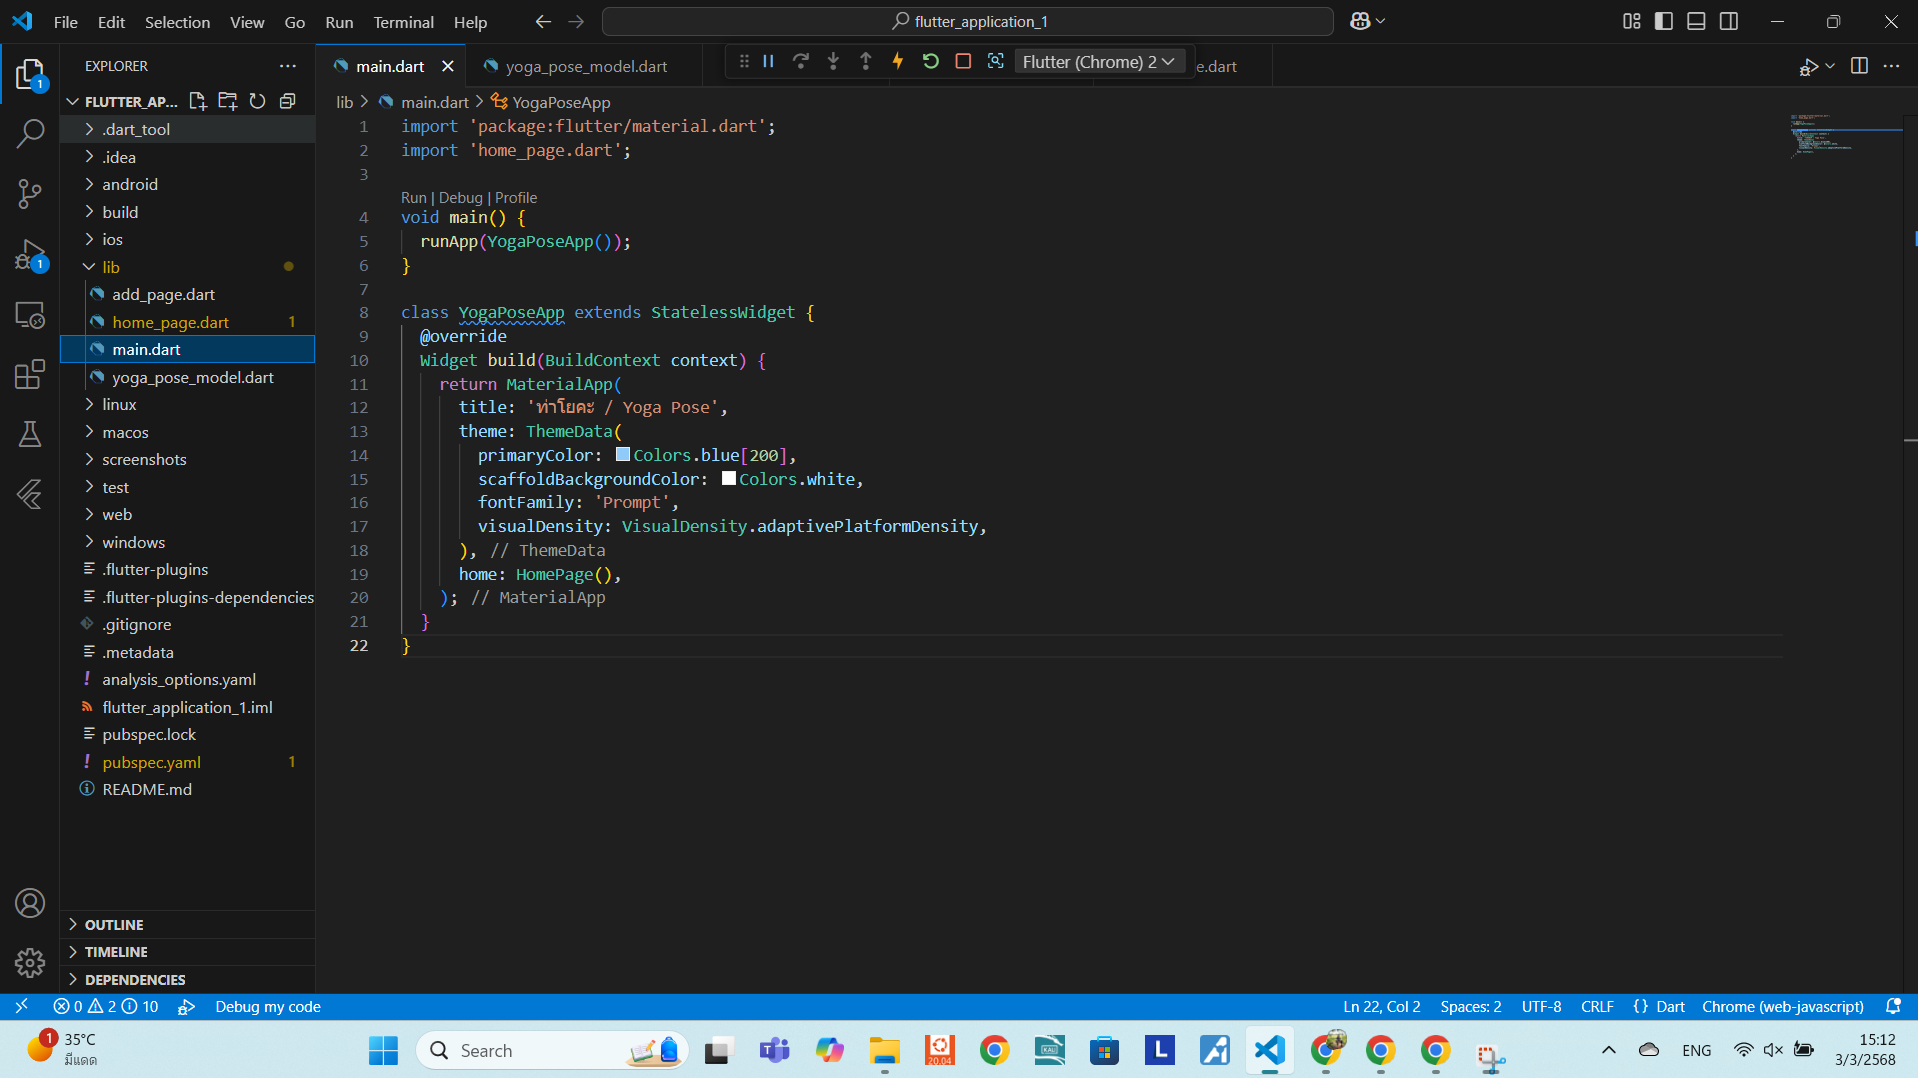 File Edit Selection View Go Run Terminal Help
flutter_application_1
EXPLORER
main.dart
yoga_pose_model.dart
Flutter (Chrome) 2
e.dart
FLUTTER_AP...
lib > main.dart > YogaPoseApp
.dart_tool
.idea
android
build
ios
lib
add_page.dart
home_page.dart 1
main.dart
yoga_pose_model.dart
linux
macos
screenshots
test
web
windows
.flutter-plugins
.flutter-plugins-dependencies
.gitignore
.metadata
analysis_options.yaml
flutter_application_1.iml
pubspec.lock
pubspec.yaml 1
README.md
OUTLINE
TIMELINE
DEPENDENCIES
1 import 'package:flutter/material.dart';
2 import 'home_page.dart';
3
Run | Debug | Profile
4 void main() {
5 runApp(YogaPoseApp());
6 }
7
8 class YogaPoseApp extends StatelessWidget {
9 @override
10 Widget build(BuildContext context) {
11 return MaterialApp(
12 title: 'ท่าโยคะ / Yoga Pose',
13 theme: ThemeData(
14 primaryColor: Colors.blue[200],
15 scaffoldBackgroundColor: Colors.white,
16 fontFamily: 'Prompt',
17 visualDensity: VisualDensity.adaptivePlatformDensity,
18 ), // ThemeData
19 home: HomePage(),
20 ); // MaterialApp
21 }
22 }
1
1
0 2 10 Debug my code
Ln 22, Col 2 Spaces: 2 UTF-8 CRLF {} Dart Chrome (web-javascript)
1
35°C
มีแดด
Search
20.04
KAU
L
ENG
15:12
3/3/2568